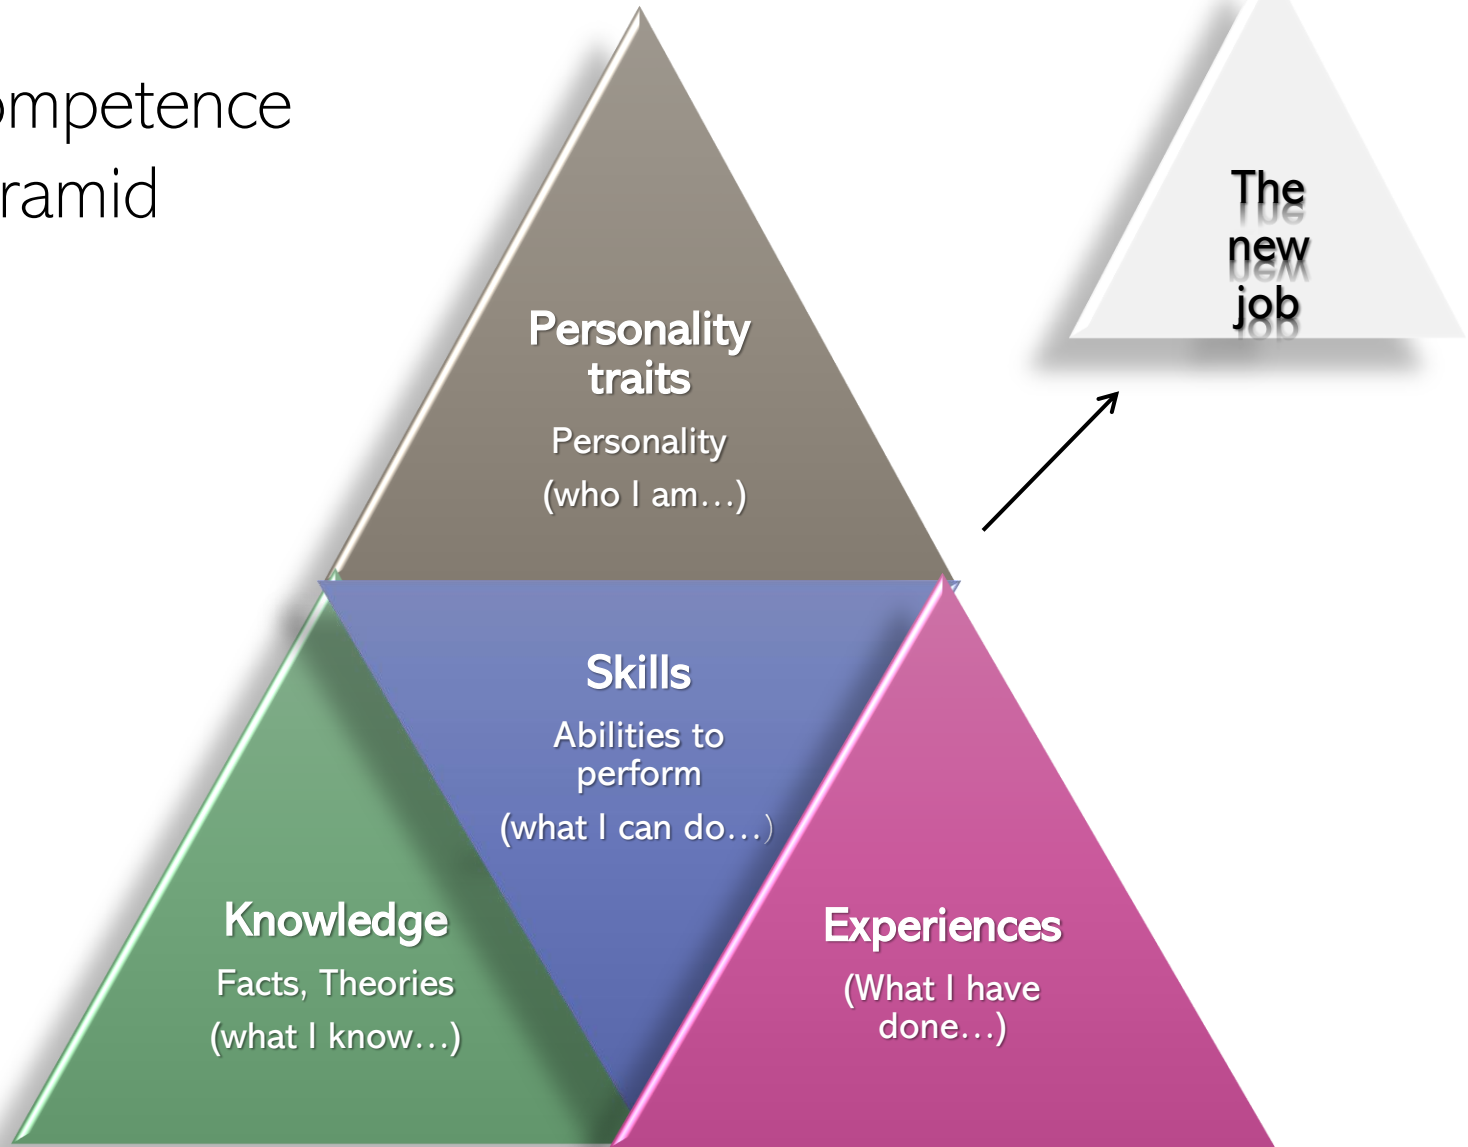 ompetence
ramid
The
new
job
Personality
traits
Personality
(who I am...)
Skills
Abilities to
perform
(what I can do...)
Knowledge
Facts, Theories
(what I know...)
Experiences
(What I have
done...)